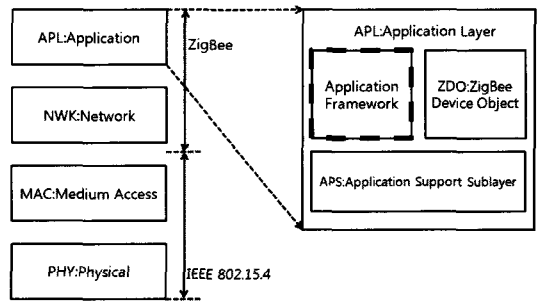 APL:Application
ZigBee
NWK:Network
MAC:Medium Access
PHY:Physical
IEEE 802.15.4
APL:Application Layer
Application
Framework
ZDO:ZigBee
Device Object
APS:Application Support Sublayer